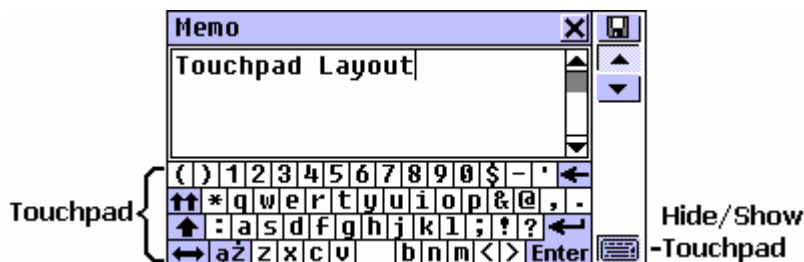 Memo
Touchpad Layout
( ) 1 2 3 4 5 6 7 8 9 0 $ - '
* q w e r t y u i o p & @ , .
Touchpad
: a s d f g h j k l ; ! ?
Hide/Show
aŻ z x c v b n m < > Enter
-Touchpad